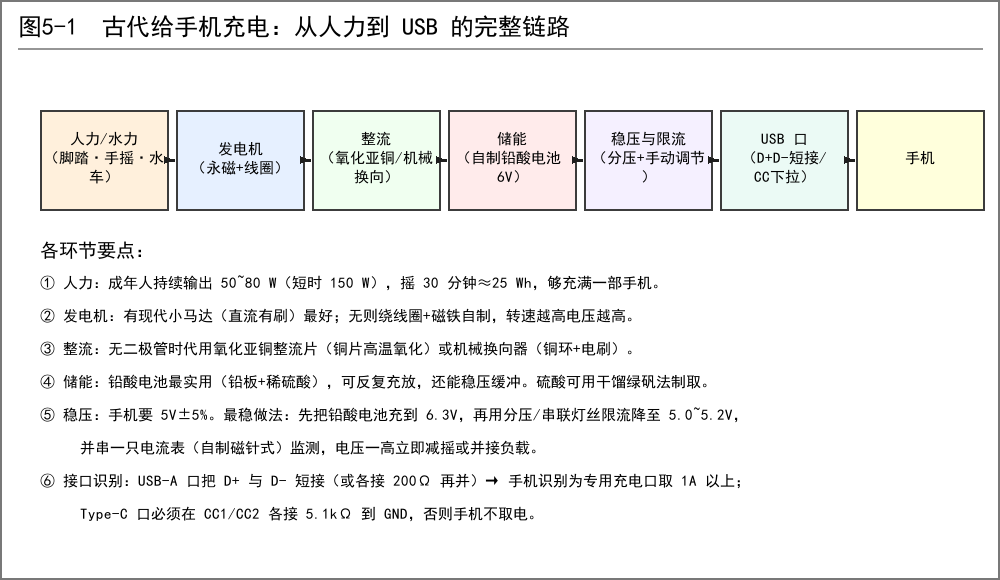 图5-1 古代给手机充电：从人力到 USB 的完整链路
人力/水力
（脚踏·手摇·水
车）
发电机
（永磁+线圈）
整流
（氧化亚铜/机械
换向）
储能
（自制铅酸电池
6V）
稳压与限流
（分压+手动调节
）
USB 口
（D+D-短接/
CC下拉）
手机
各环节要点：
① 人力：成年人持续输出 50~80 W（短时 150 W），摇 30 分钟≈25 Wh，够充满一部手机。
② 发电机：有现代小马达（直流有刷）最好；无则绕线圈+磁铁自制，转速越高电压越高。
③ 整流：无二极管时代用氧化亚铜整流片（铜片高温氧化）或机械换向器（铜环+电刷）。
④ 储能：铅酸电池最实用（铅板+稀硫酸），可反复充放，还能稳压缓冲。硫酸可用干馏绿矾法制取。
⑤ 稳压：手机要 5V±5%。最稳做法：先把铅酸电池充到 6.3V，再用分压/串联灯丝限流降至 5.0~5.2V，
并串一只电流表（自制磁针式）监测，电压一高立即减摇或并接负载。
⑥ 接口识别：USB-A 口把 D+ 与 D- 短接（或各接 200Ω 再并）→ 手机识别为专用充电口取 1A 以上；
Type-C 口必须在 CC1/CC2 各接 5.1kΩ 到 GND，否则手机不取电。